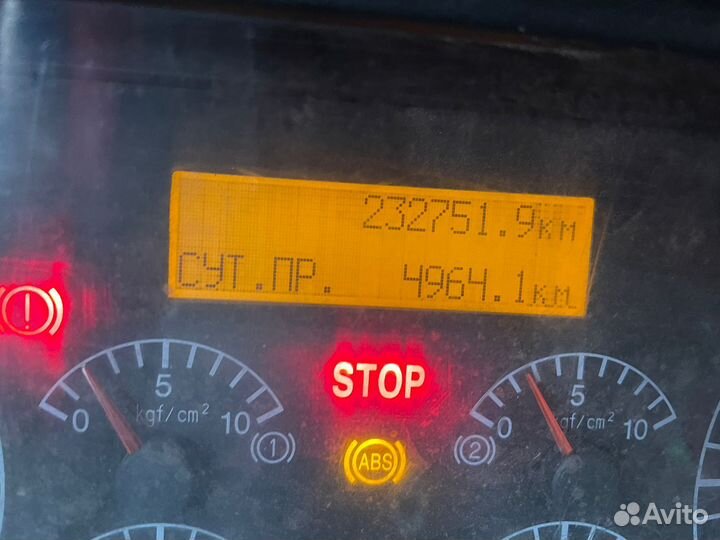 232751.9км
СУТ.ПР. 4964.1км
STOP
0 5 10
kgf/cm²
(1)
ABS
(2)
0 5 10
gf/cm²
Avito